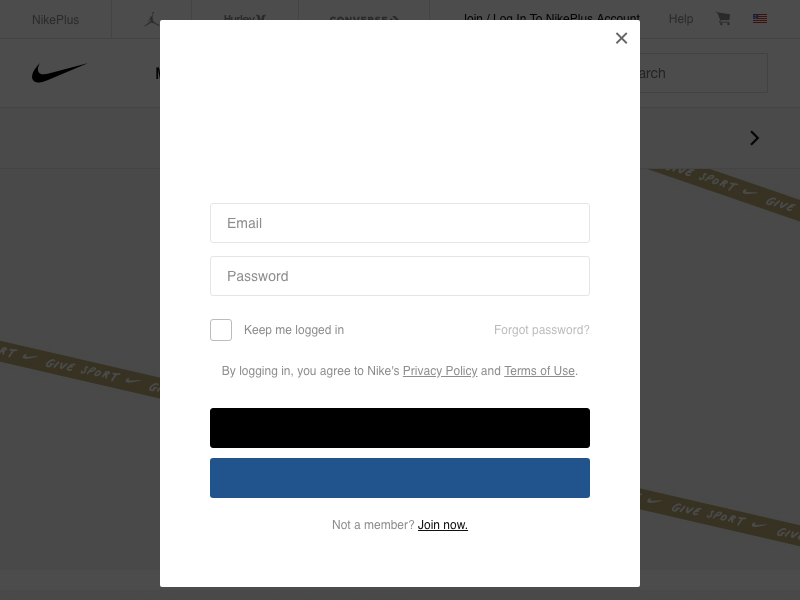 NikePlus
Hurley
CONVERSE
Join / Log In To NikePlus Account
Help
arch
GIVE SPORT
GIVE
Email
Password
Keep me logged in
Forgot password?
By logging in, you agree to Nike's Privacy Policy and Terms of Use.
RT GIVE SPORT GIVE
GIVE SPORT GIVE
Not a member? Join now.